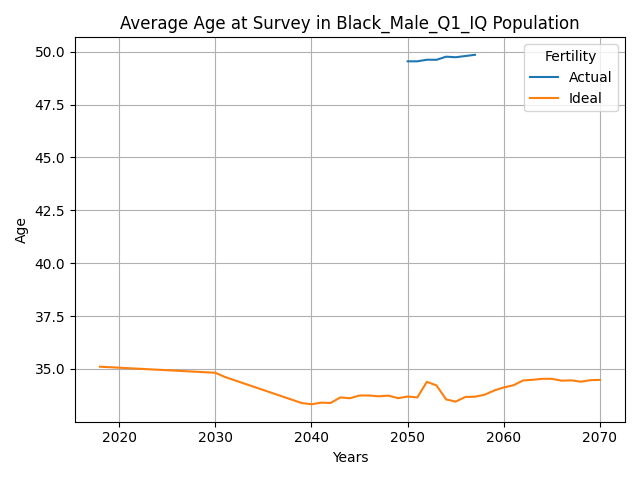 Average Age at Survey in Black_Male_Q1_IQ Population
Fertility
Actual
Ideal
50.0
47.5
45.0
42.5
40.0
37.5
35.0
Age
2020 2030 2040 2050 2060 2070
Years